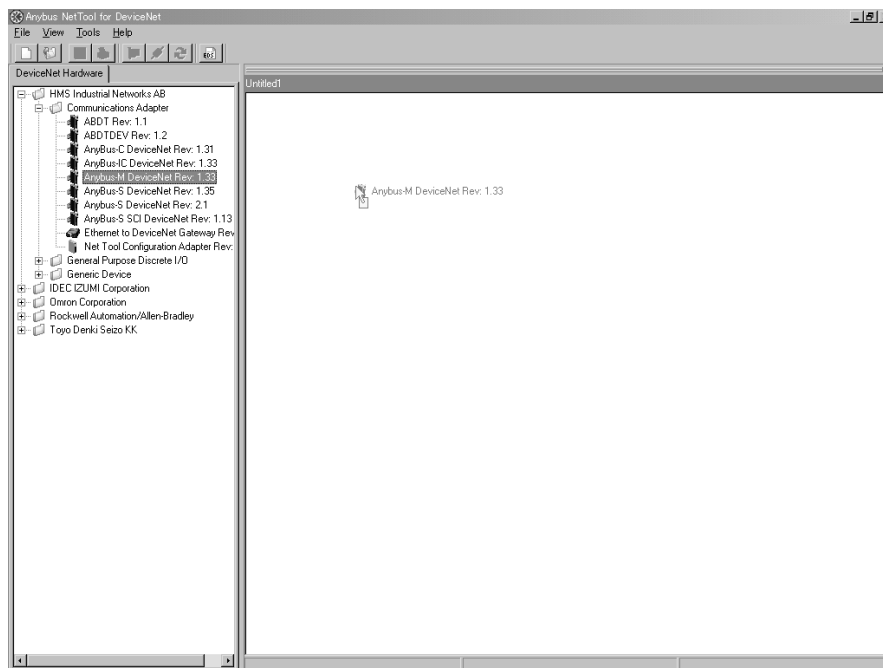 Anybus NetTool for DeviceNet
File View Tools Help
EDS
DeviceNet Hardware
Untitled1
HMS Industrial Networks AB
Communications Adapter
ABDT Rev: 1.1
ABDTDEV Rev: 1.2
AnyBus-C DeviceNet Rev: 1.31
AnyBus-IC DeviceNet Rev: 1.33
Anybus-M DeviceNet Rev: 1.33
AnyBus-S DeviceNet Rev: 1.35
Anybus-S DeviceNet Rev: 2.1
AnyBus-S SCI DeviceNet Rev: 1.13
Ethernet to DeviceNet Gateway Rev
Net Tool Configuration Adapter Rev:
General Purpose Discrete I/O
Generic Device
IDEC IZUMI Corporation
Omron Corporation
Rockwell Automation/Allen-Bradley
Toyo Denki Seizo KK
Anybus-M DeviceNet Rev: 1.33